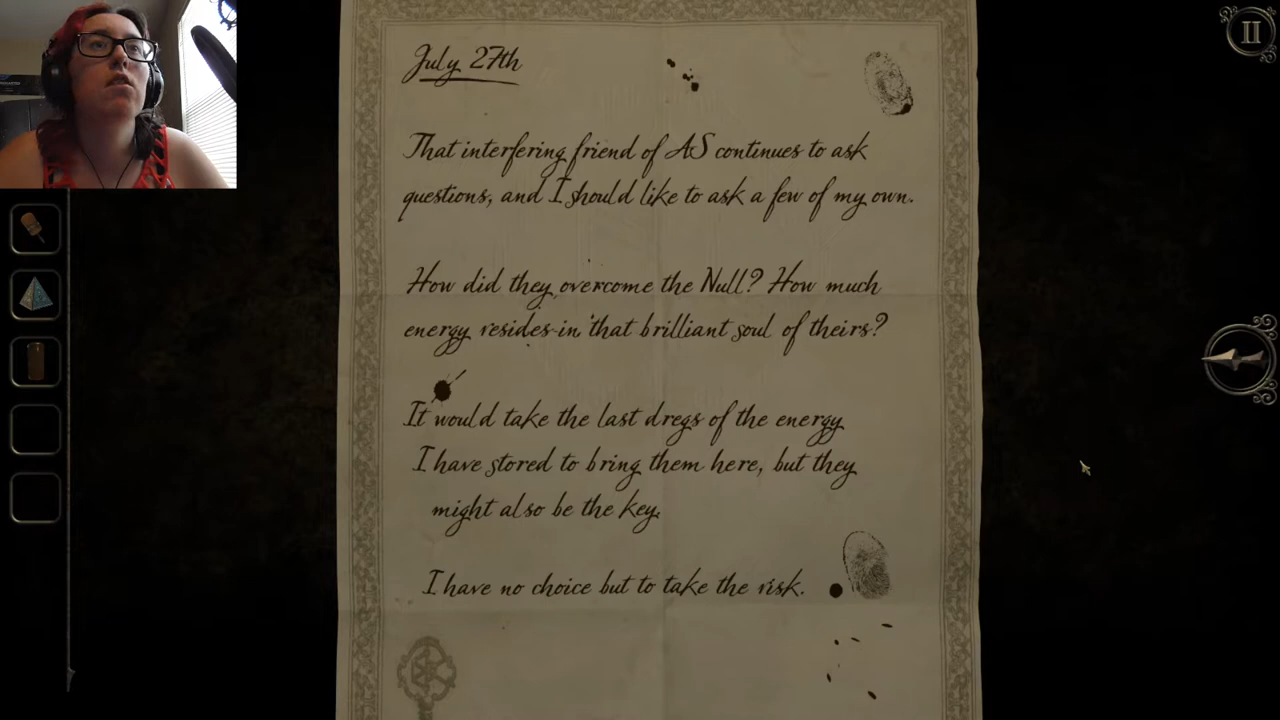 July 27th
That interfering friend of AS continues to ask
questions, and I should like to ask a few of my own.
How did they overcome the Null? How much
energy resides in that brilliant soul of theirs?
It would take the last dregs of the energy
I have stored to bring them here, but they
might also be the key.
I have no choice but to take the risk.
II